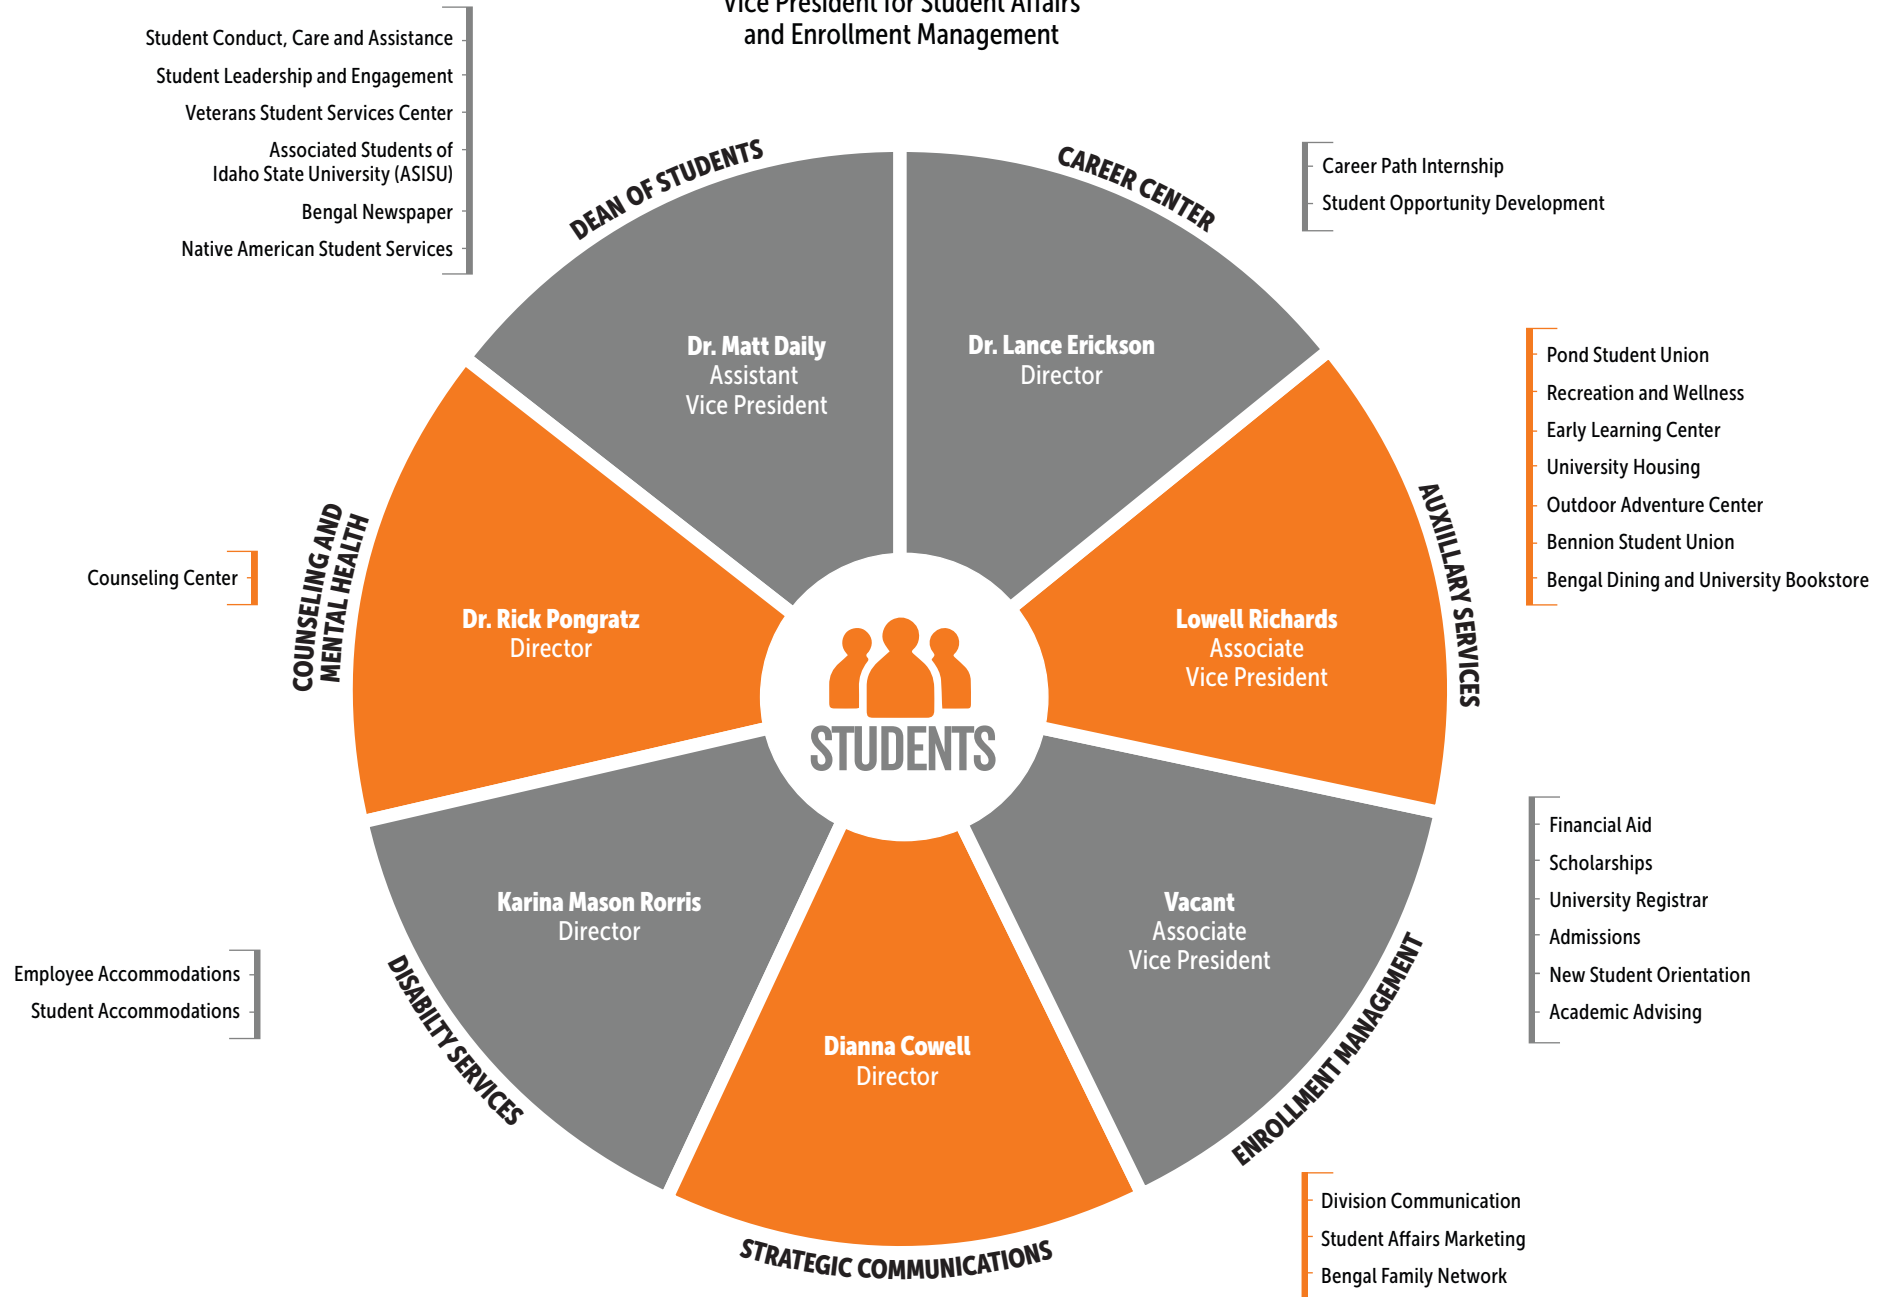 Vice President for Student Affairs
and Enrollment Management
Student Conduct, Care and Assistance
Student Leadership and Engagement
Veterans Student Services Center
Associated Students of
Idaho State University (ASISU)
Bengal Newspaper
Native American Student Services
DEAN OF STUDENTS
Dr. Matt Daily
Assistant
Vice President
CAREER CENTER
Dr. Lance Erickson
Director
Career Path Internship
Student Opportunity Development
AUXIILLARY SERVICES
Lowell Richards
Associate
Vice President
Pond Student Union
Recreation and Wellness
Early Learning Center
University Housing
Outdoor Adventure Center
Bennion Student Union
Bengal Dining and University Bookstore
COUNSELING AND
MENTAL HEALTH
Dr. Rick Pongratz
Director
Counseling Center
STUDENTS
ENROLLMENT MANAGEMENT
Vacant
Associate
Vice President
Financial Aid
Scholarships
University Registrar
Admissions
New Student Orientation
Academic Advising
DISABILTY SERVICES
Karina Mason Rorris
Director
Employee Accommodations
Student Accommodations
STRATEGIC COMMUNICATIONS
Dianna Cowell
Director
Division Communication
Student Affairs Marketing
Bengal Family Network